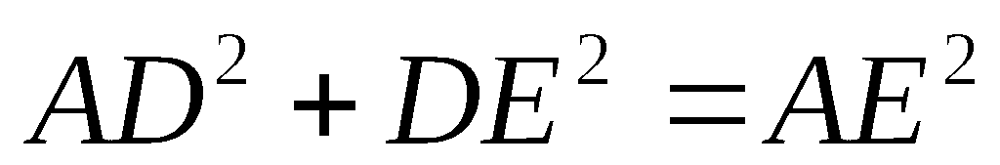 AD² + DE² = AE²